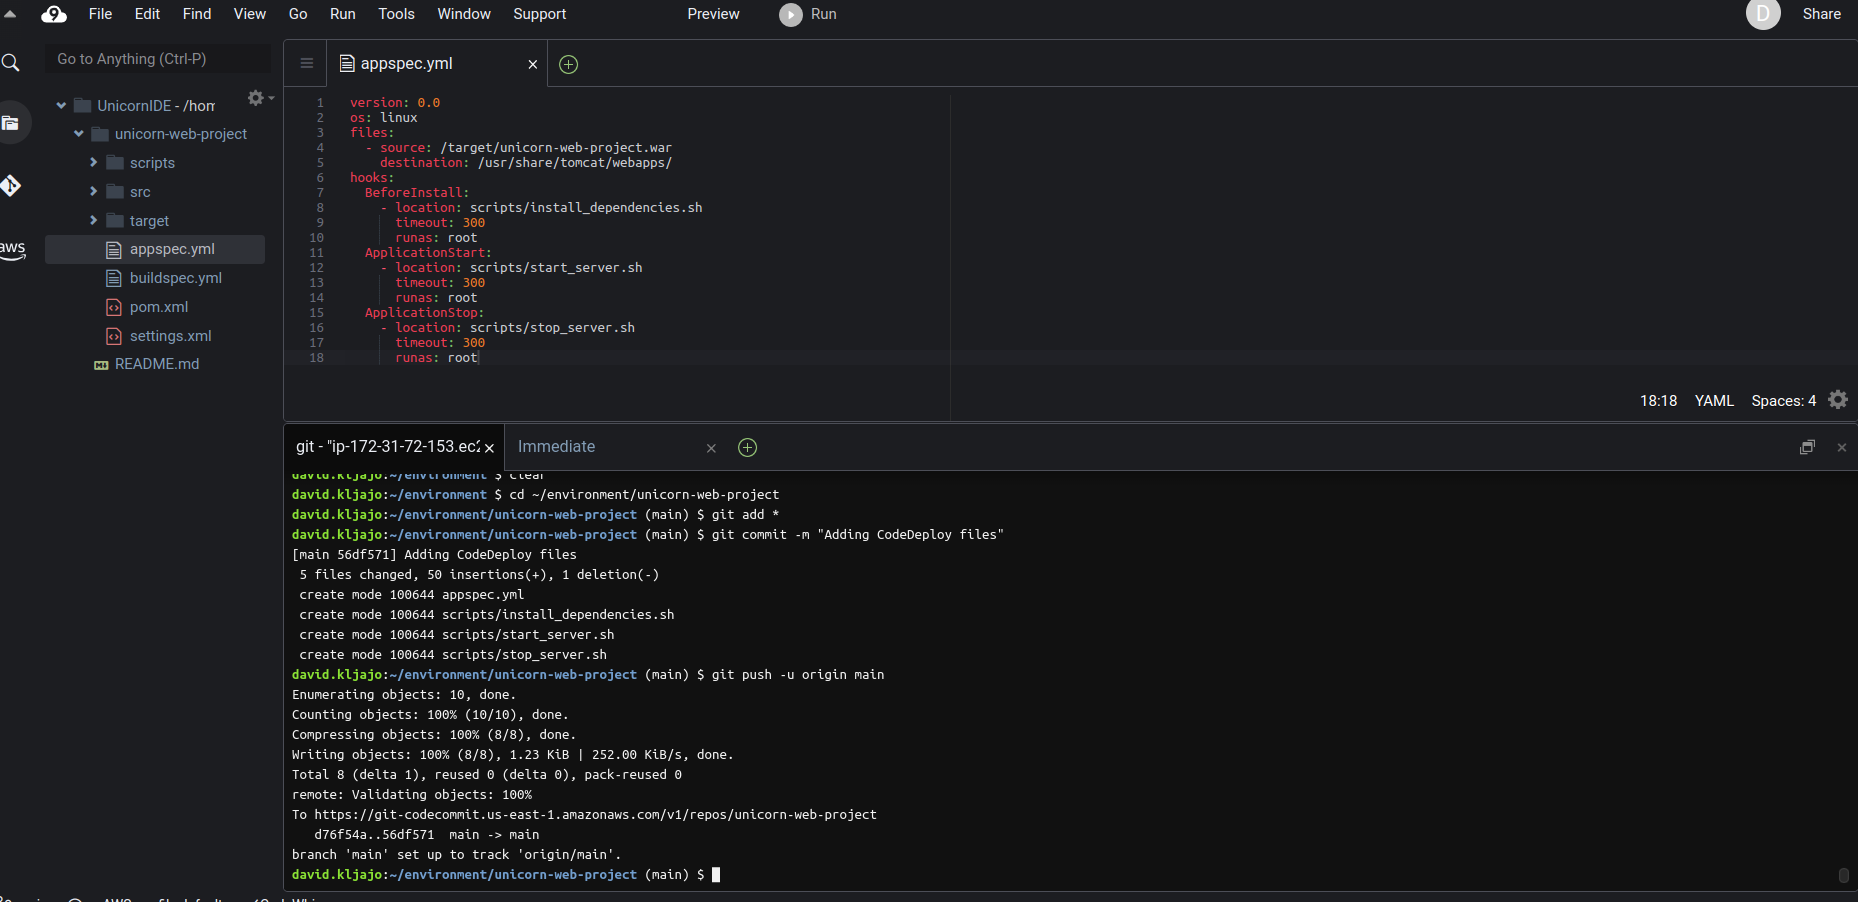 File Edit Find View Go Run Tools Window Support Preview Run D Share
Go to Anything (Ctrl-P)
UnicornIDE - /hom
unicorn-web-project
scripts
src
target
appspec.yml
buildspec.yml
pom.xml
settings.xml
README.md
aws
appspec.yml
1 version: 0.0
2 os: linux
3 files:
4 - source: /target/unicorn-web-project.war
5 destination: /usr/share/tomcat/webapps/
6 hooks:
7 BeforeInstall:
8 - location: scripts/install_dependencies.sh
9 timeout: 300
10 runas: root
11 ApplicationStart:
12 - location: scripts/start_server.sh
13 timeout: 300
14 runas: root
15 ApplicationStop:
16 - location: scripts/stop_server.sh
17 timeout: 300
18 runas: root
18:18 YAML Spaces: 4
git - "ip-172-31-72-153.ec2 Immediate
david.kljajo:~/environment $ clear
david.kljajo:~/environment $ cd ~/environment/unicorn-web-project
david.kljajo:~/environment/unicorn-web-project (main) $ git add *
david.kljajo:~/environment/unicorn-web-project (main) $ git commit -m "Adding CodeDeploy files"
[main 56df571] Adding CodeDeploy files
5 files changed, 50 insertions(+), 1 deletion(-)
create mode 100644 appspec.yml
create mode 100644 scripts/install_dependencies.sh
create mode 100644 scripts/start_server.sh
create mode 100644 scripts/stop_server.sh
david.kljajo:~/environment/unicorn-web-project (main) $ git push -u origin main
Enumerating objects: 10, done.
Counting objects: 100% (10/10), done.
Compressing objects: 100% (8/8), done.
Writing objects: 100% (8/8), 1.23 KiB | 252.00 KiB/s, done.
Total 8 (delta 1), reused 0 (delta 0), pack-reused 0
remote: Validating objects: 100%
To https://git-codecommit.us-east-1.amazonaws.com/v1/repos/unicorn-web-project
d76f54a..56df571 main -> main
branch 'main' set up to track 'origin/main'.
david.kljajo:~/environment/unicorn-web-project (main) $